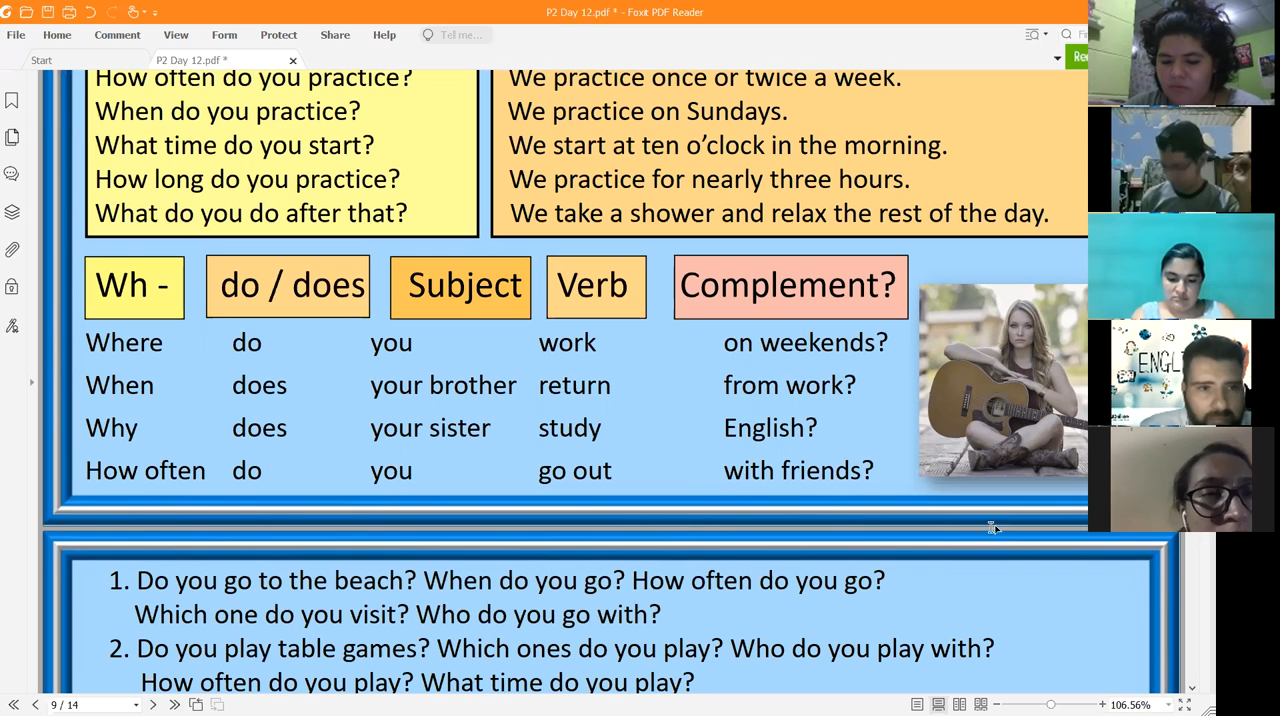 P2 Day 12.pdf * - Foxit PDF Reader
File Home Comment View Form Protect Share Help Tell me...
Start P2 Day 12.pdf *
How often do you practice? We practice once or twice a week.
When do you practice? We practice on Sundays.
What time do you start? We start at ten o’clock in the morning.
How long do you practice? We practice for nearly three hours.
What do you do after that? We take a shower and relax the rest of the day.
Wh - do / does Subject Verb Complement?
Where do you work on weekends?
When does your brother return from work?
Why does your sister study English?
How often do you go out with friends?
1. Do you go to the beach? When do you go? How often do you go?
Which one do you visit? Who do you go with?
2. Do you play table games? Which ones do you play? Who do you play with?
How often do you play? What time do you play?
9 / 14 106.56%
ENGL